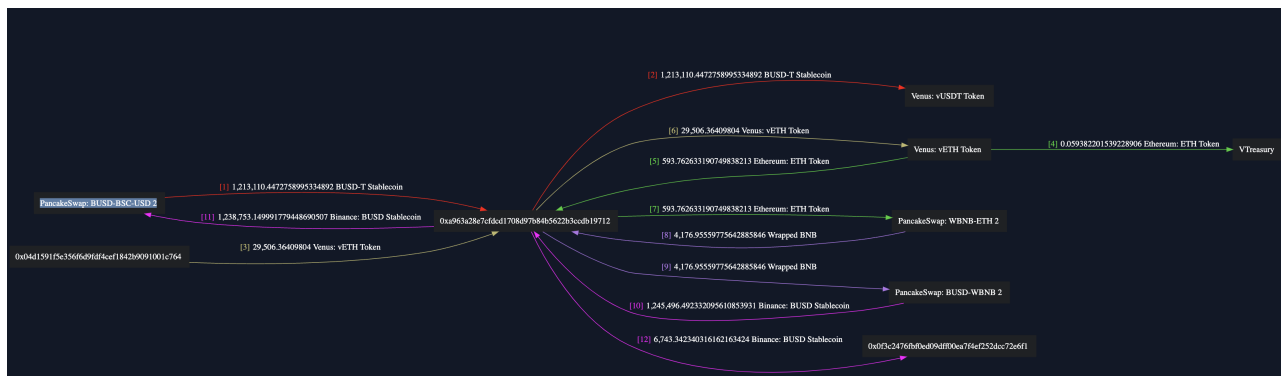 [2] 1,213,110.4472758995334892 BUSD-T Stablecoin
Venus: vUSDT Token
[6] 29,506.36409804 Venus: vETH Token
Venus: vETH Token
[4] 0.059382201539228906 Ethereum: ETH Token
VTreasury
[5] 593.762633190749838213 Ethereum: ETH Token
[1] 1,213,110.4472758995334892 BUSD-T Stablecoin
PancakeSwap: BUSD-BSC-USD 2
[11] 1,238,753.149991779448690507 Binance: BUSD Stablecoin
0xa963a28e7cfdcd1708d97b84b5622b3ccdb19712
[7] 593.762633190749838213 Ethereum: ETH Token
PancakeSwap: WBNB-ETH 2
[8] 4,176.95559775642885846 Wrapped BNB
[3] 29,506.36409804 Venus: vETH Token
0x04d1591f5e356f6d9fdf4cef1842b9091001c764
[9] 4,176.95559775642885846 Wrapped BNB
PancakeSwap: BUSD-WBNB 2
[10] 1,245,496.492332095610853931 Binance: BUSD Stablecoin
[12] 6,743.342340316162163424 Binance: BUSD Stablecoin
0x0f3c2476fbf0ed09dff00ea7f4ef252dcc72e6f1